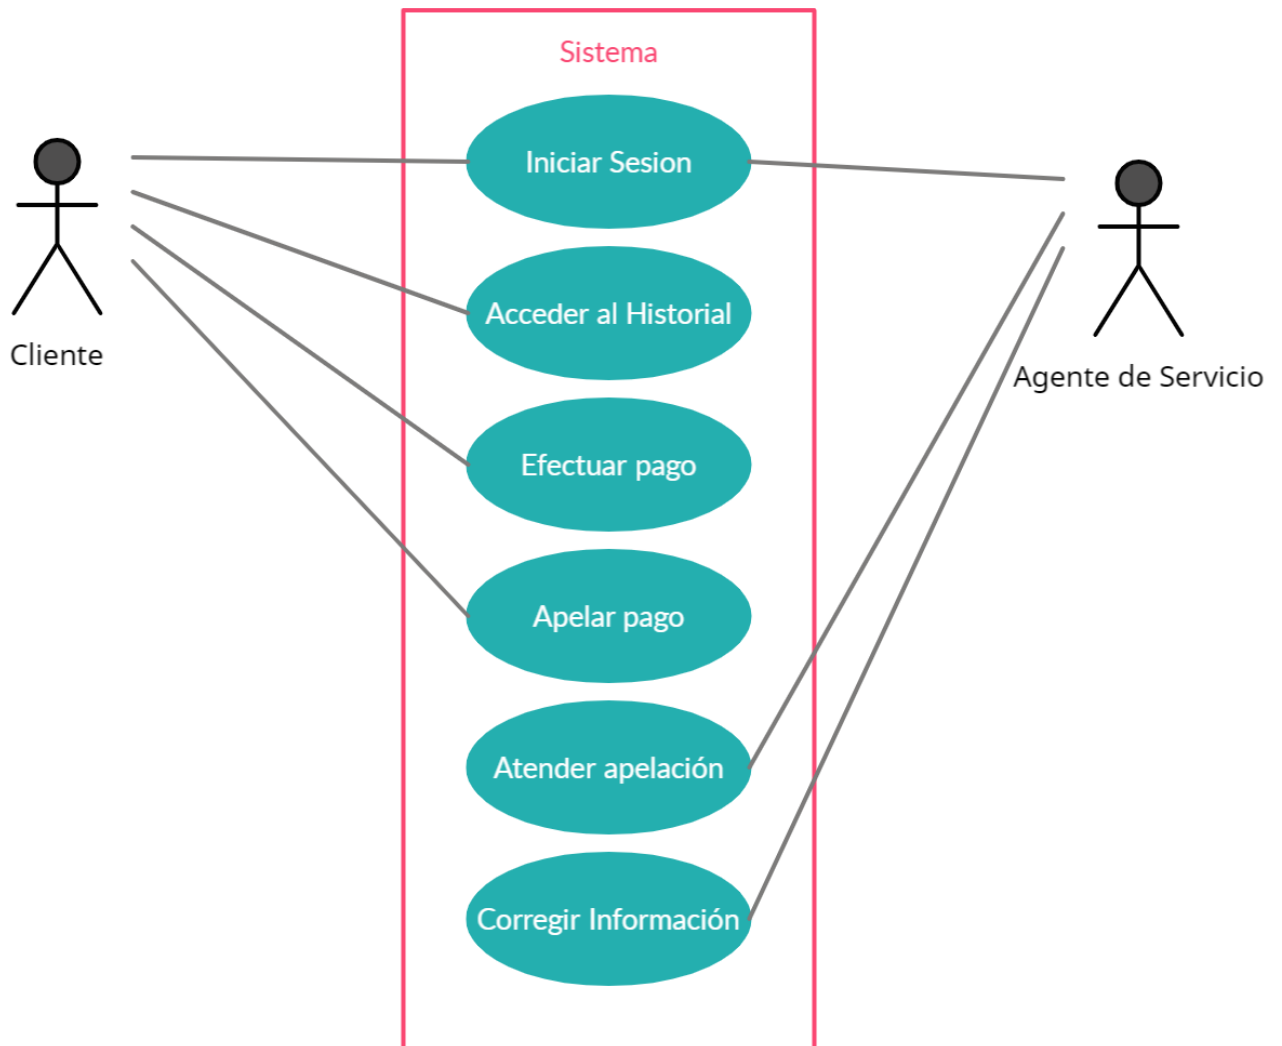 Sistema
Iniciar Sesion
Acceder al Historial
Cliente
Agente de Servicio
Efectuar pago
Apelar pago
Atender apelación
Corregir Información